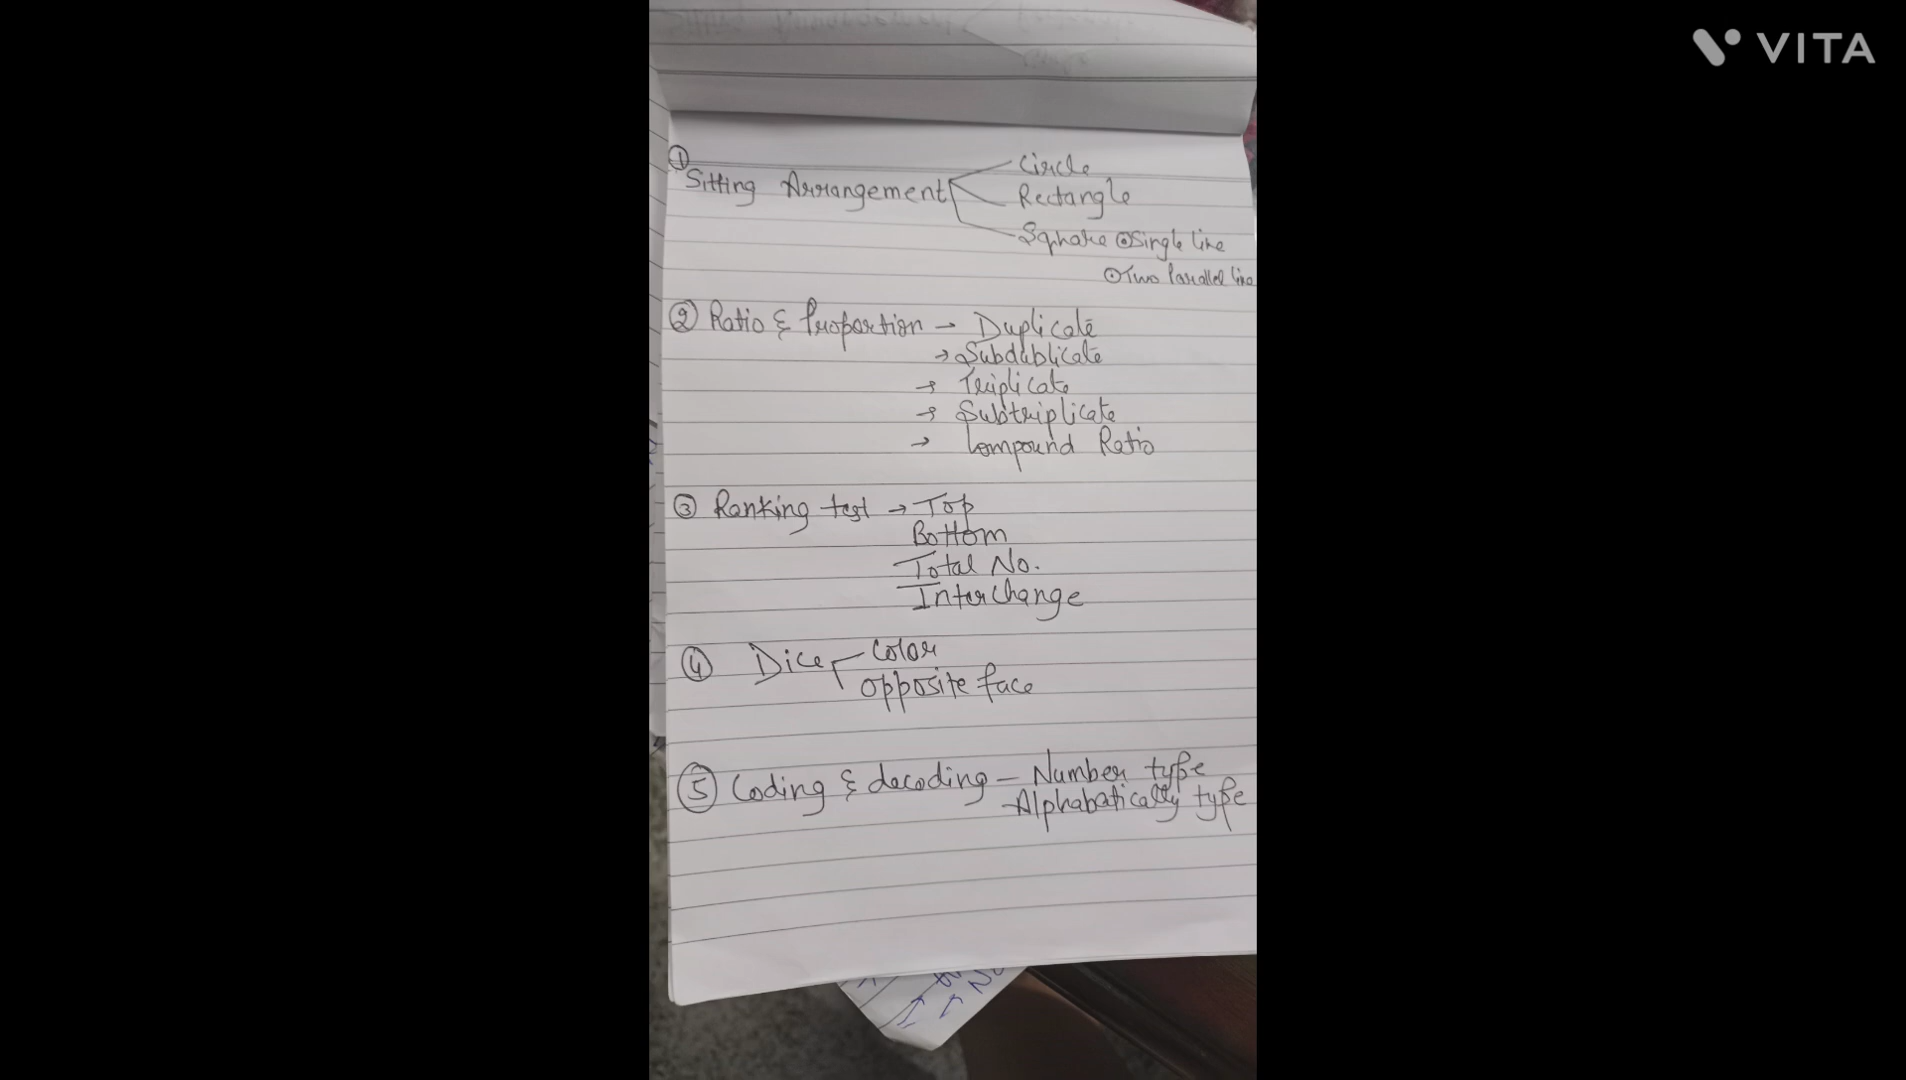 VITA
① Sitting Arrangement Circle
Rectangle
Square ⊙ Single line
⊙ Two Parallel line
② Ratio & Proportion → Duplicate
→ Subdublicate
→ Triplicate
→ Subtriplicate
→ Compound Ratio
③ Ranking test → Top
Bottom
Total No.
Interchange
④ Dice Color
opposite face
⑤ Coding & decoding – Number type
Alphabatically type